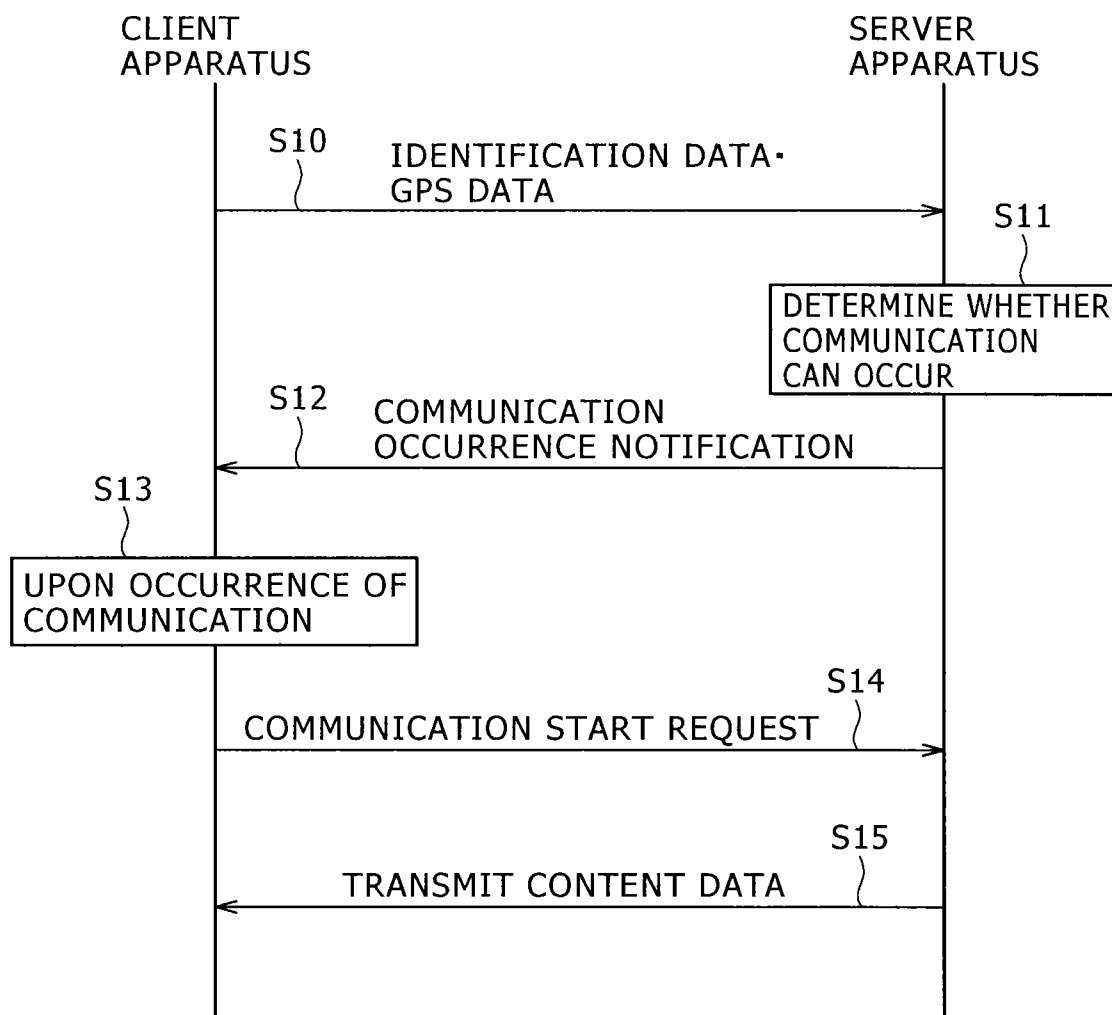 CLIENT
APPARATUS
SERVER
APPARATUS
S10
IDENTIFICATION DATA·
GPS DATA
S11
DETERMINE WHETHER
COMMUNICATION
CAN OCCUR
S12
COMMUNICATION
OCCURRENCE NOTIFICATION
S13
UPON OCCURRENCE OF
COMMUNICATION
S14
COMMUNICATION START REQUEST
S15
TRANSMIT CONTENT DATA